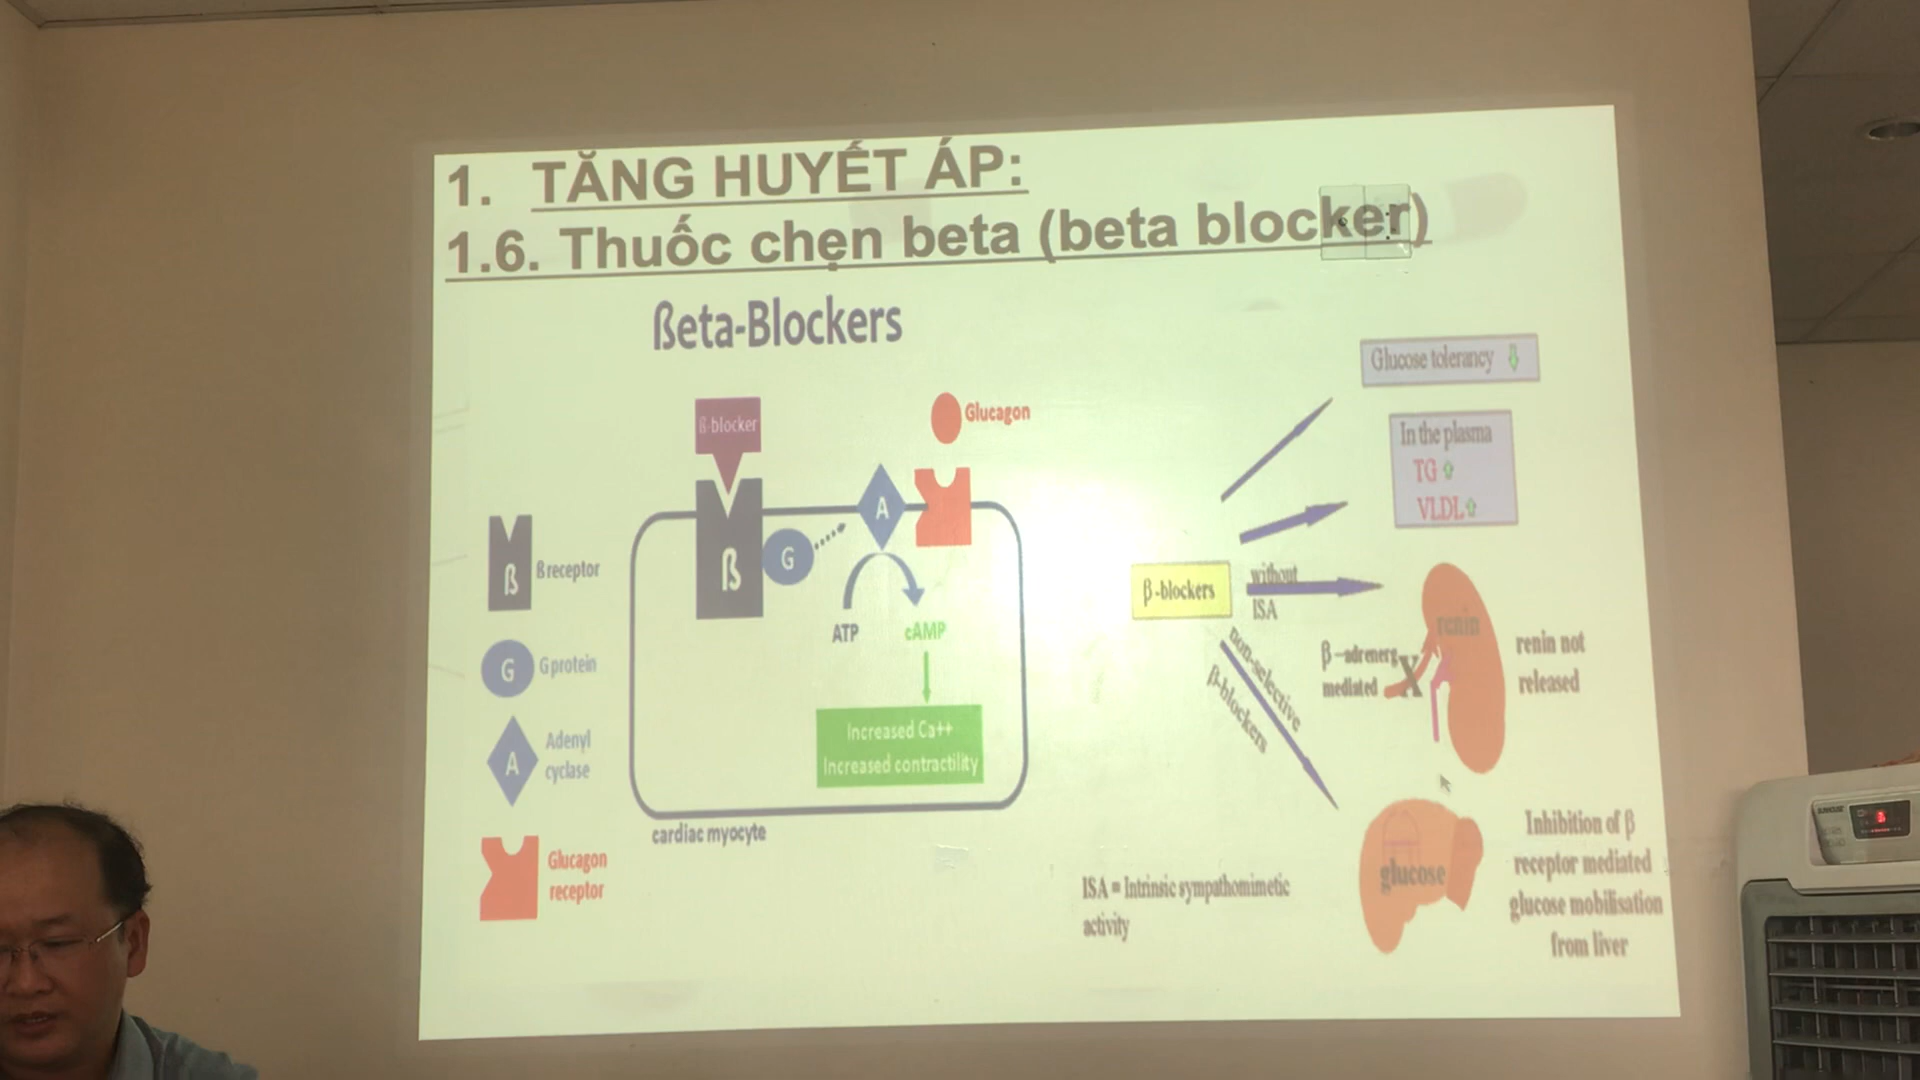 1. TĂNG HUYẾT ÁP:
1.6. Thuốc chẹn beta (beta blocker)
ßeta-Blockers
ß-blocker
Glucagon
A
ß
G
ATP
cAMP
Increased Ca++
Increased contractility
cardiac myocyte
ß
ß receptor
G
G protein
A
Adenyl
cyclase
Glucagon
receptor
Glucose tolerancy
In the plasma
TG
VLDL
β-blockers
without
ISA
non-selective
β-blockers
β-adrenerg
mediated
X
renin
renin not
released
glucose
Inhibition of β
receptor mediated
glucose mobilisation
from liver
ISA = Intrinsic sympathomimetic
activity